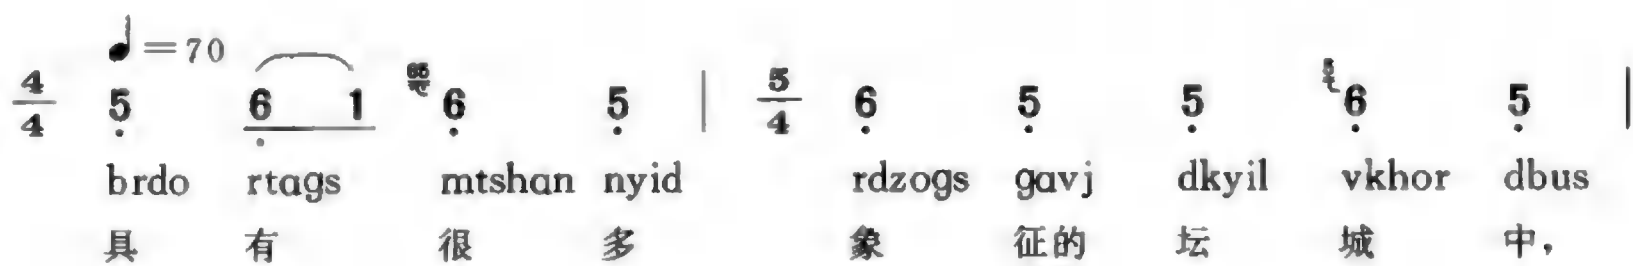 ♩=70
4/4 5 6 1 6 5 | 5/4 6 5 5 6 5 |
brdo rtags mtshan nyid rdzogs gavj dkyil vkhor dbus
具 有 很 多 象 征的 坛 城 中，